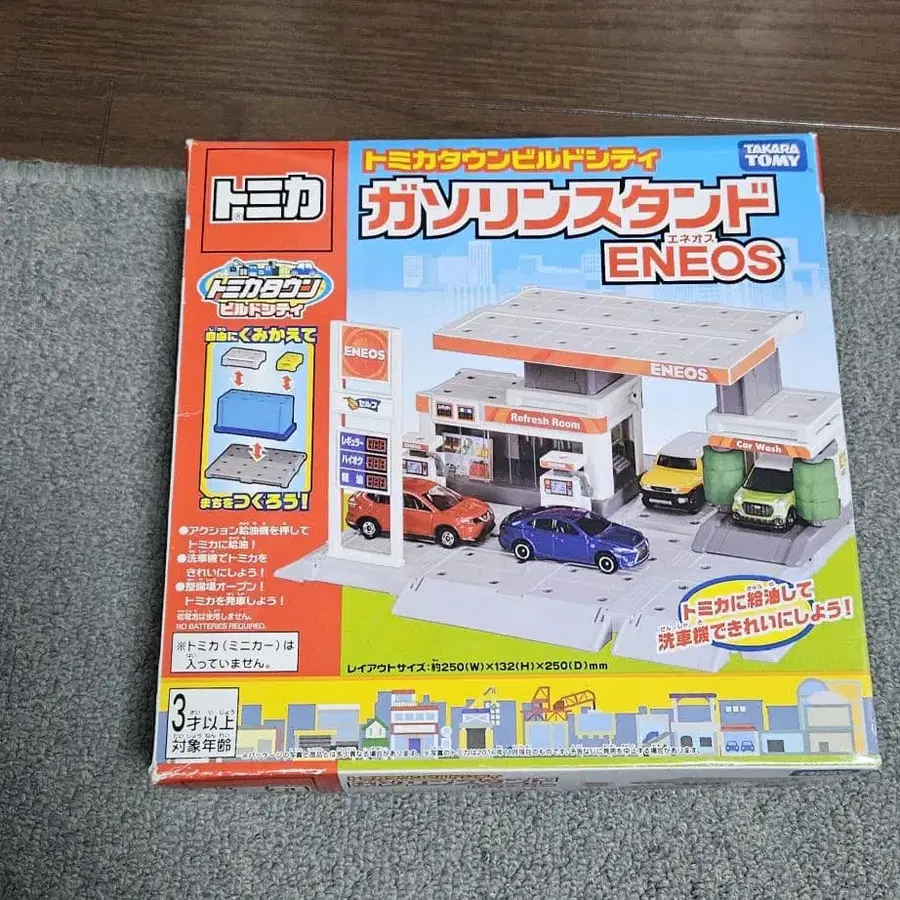 トミカ
トミカタウンビルドシティ
TAKARA
TOMY
ガソリンスタンド
エネオス
ENEOS
トミカタウン
ビルドシティ
自由にくみかえて
まちをつくろう!
ENEOS
セルフ
レギュラー
ハイオク
軽油
ENEOS
Refresh Room
Car Wash
●アクション給油機を押して
トミカに給油!
●洗車機でトミカを
きれいにしよう!
●整備場オープン!
トミカを発車しよう!
乾電池は使用しません。
NO BATTERIES REQUIRED.
※トミカ(ミニカー)は
入っていません。
トミカに給油して
洗車機できれいにしよう!
レイアウトサイズ:約250(W)×132(H)×250(D)mm
3才以上
対象年齢